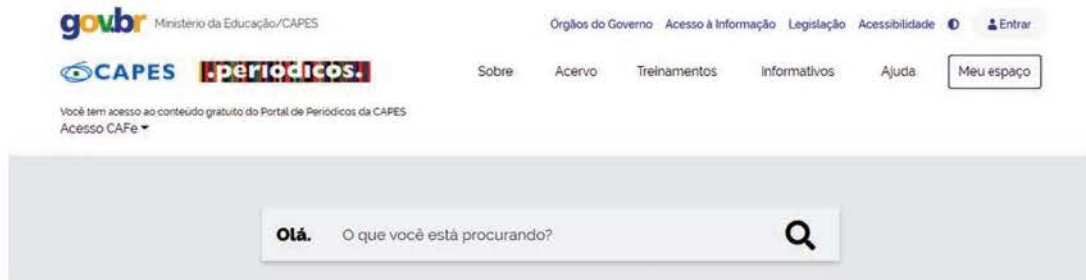 gov.br Ministério da Educação/CAPES Órgãos do Governo Acesso à Informação Legislação Acessibilidade Entrar
CAPES .periodicos. Sobre Acervo Treinamentos Informativos Ajuda Meu espaço
Você tem acesso ao conteúdo gratuito do Portal de Periódicos da CAPES
Acesso CAFe
Olá. O que você está procurando?